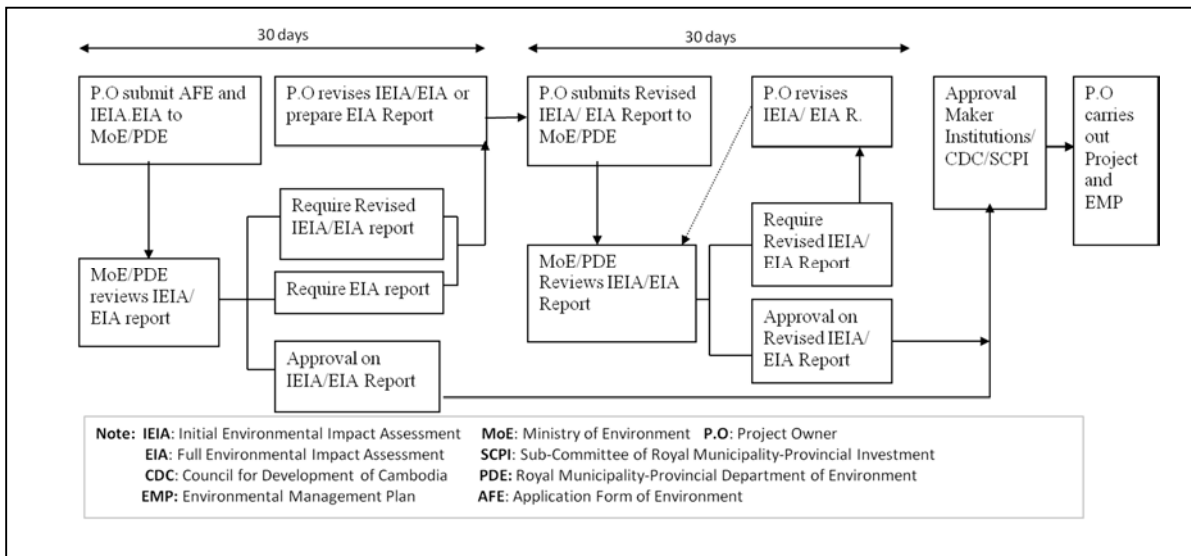 30 days
30 days
P.O submit AFE and
IEIA.EIA to
MoE/PDE
P.O revises IEIA/EIA or
prepare EIA Report
P.O submits Revised
IEIA/ EIA Report to
MoE/PDE
P.O revises
IEIA/ EIA R.
Approval
Maker
Institutions/
CDC/SCPI
P.O
carries
out
Project
and
EMP
Require Revised
IEIA/EIA report
Require EIA report
MoE/PDE
reviews IEIA/
EIA report
Approval on
IEIA/EIA Report
MoE/PDE
Reviews IEIA/EIA
Report
Require
Revised IEIA/
EIA Report
Approval on
Revised IEIA/
EIA Report
Note: IEIA: Initial Environmental Impact Assessment MoE: Ministry of Environment P.O: Project Owner
EIA: Full Environmental Impact Assessment SCPI: Sub-Committee of Royal Municipality-Provincial Investment
CDC: Council for Development of Cambodia PDE: Royal Municipality-Provincial Department of Environment
EMP: Environmental Management Plan AFE: Application Form of Environment